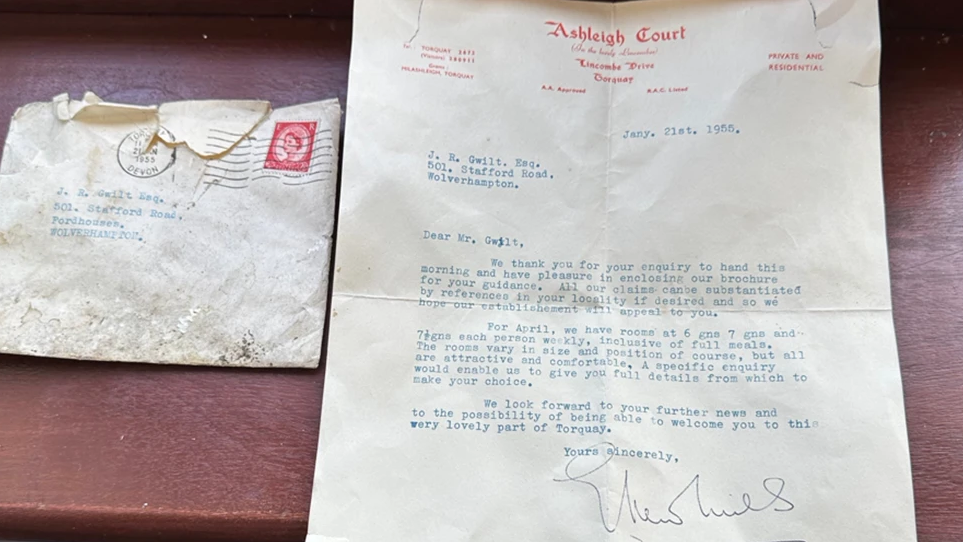 1955
DEVON
J. R. Gwilt Esq.
501. Stafford Road.
Fordhouses.
WOLVERHAMPTON.
Ashleigh Court
Lincombe Drive
Torquay
TORQUAY
HILASHLEIGH, TORQUAY
PRIVATE AND
RESIDENTIAL
A.A. Approved
R.A.C. Listed
Jany. 21st. 1955.
J. R. Gwilt. Esq.
501. Stafford Road.
Wolverhampton.
Dear Mr. Gwilt,
We thank you for your enquiry to hand this
morning and have pleasure in enclosing our brochure
for your guidance. All our claims canbe substantiated
by references in your locality if desired and so we
hope our establishement will appeal to you.
For April, we have rooms at 6 gns 7 gns and
7½gns each person weekly, inclusive of full meals.
The rooms vary in size and position of course, but all
are attractive and comfortable. A specific enquiry
would enable us to give you full details from which to
make your choice.
We look forward to your further news and
to the possibility of being able to welcome you to this
very lovely part of Torquay.
Yours sincerely,